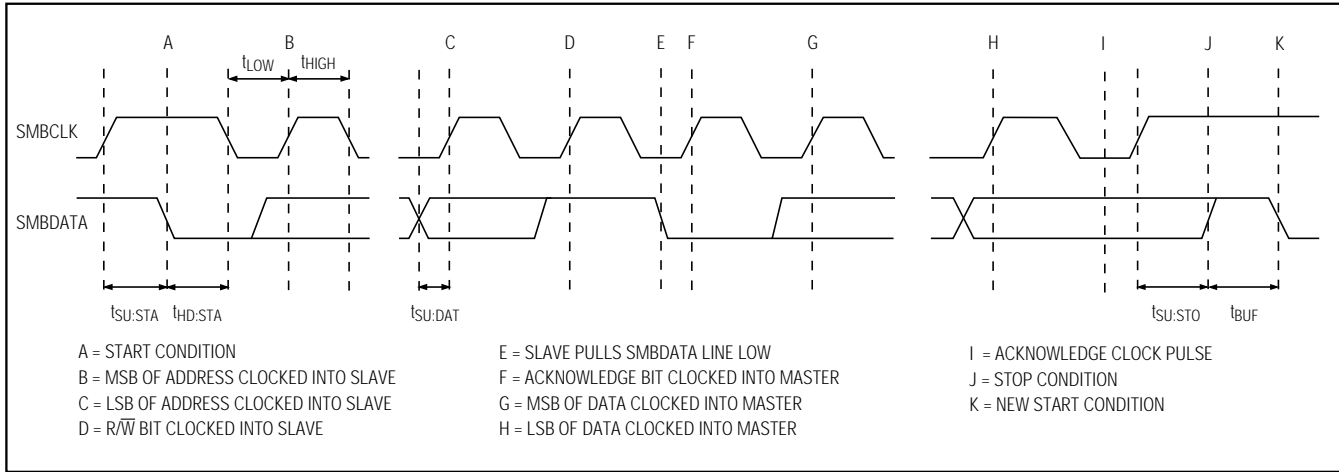 A B C D E F G H I J K
tLOW tHIGH
SMBCLK
SMBDATA
tSU:STA tHD:STA tSU:DAT tSU:STO tBUF
A = START CONDITION
B = MSB OF ADDRESS CLOCKED INTO SLAVE
C = LSB OF ADDRESS CLOCKED INTO SLAVE
D = R/W̅ BIT CLOCKED INTO SLAVE
E = SLAVE PULLS SMBDATA LINE LOW
F = ACKNOWLEDGE BIT CLOCKED INTO MASTER
G = MSB OF DATA CLOCKED INTO MASTER
H = LSB OF DATA CLOCKED INTO MASTER
I = ACKNOWLEDGE CLOCK PULSE
J = STOP CONDITION
K = NEW START CONDITION